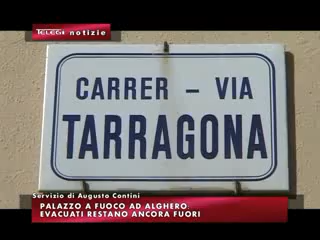 TELEGI notizie
CARRER - VIA
TARRAGONA
Servizio di Augusto Contini
PALAZZO A FUOCO AD ALGHERO:
EVACUATI RESTANO ANCORA FUORI